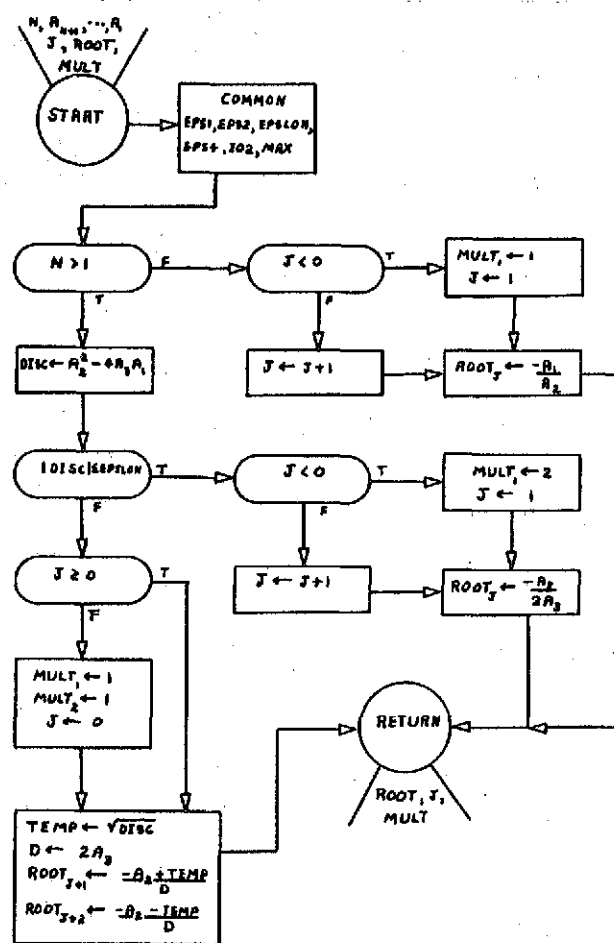 N, A_{N+1}, ..., A_1
J, ROOT,
MULT
START
COMMON
EPS1, EPS2, EPSLON,
EPS4, IO2, MAX
N > 1
F
J < 0
T
MULT_1 ← 1
J ← 1
T
F
DISC ← A_2^2 - 4A_3A_1
J ← J+1
ROOT_J ← -A_1/A_2
|DISC| ≤ EPSLON
T
J < 0
T
MULT_1 ← 2
J ← 1
F
F
J ≥ 0
T
J ← J+1
ROOT_J ← -A_2/2A_3
F
MULT_1 ← 1
MULT_2 ← 1
J ← 0
RETURN
ROOT, J,
MULT
TEMP ← √DISC
D ← 2A_3
ROOT_{J+1} ← -A_2+TEMP/D
ROOT_{J+2} ← -A_2-TEMP/D